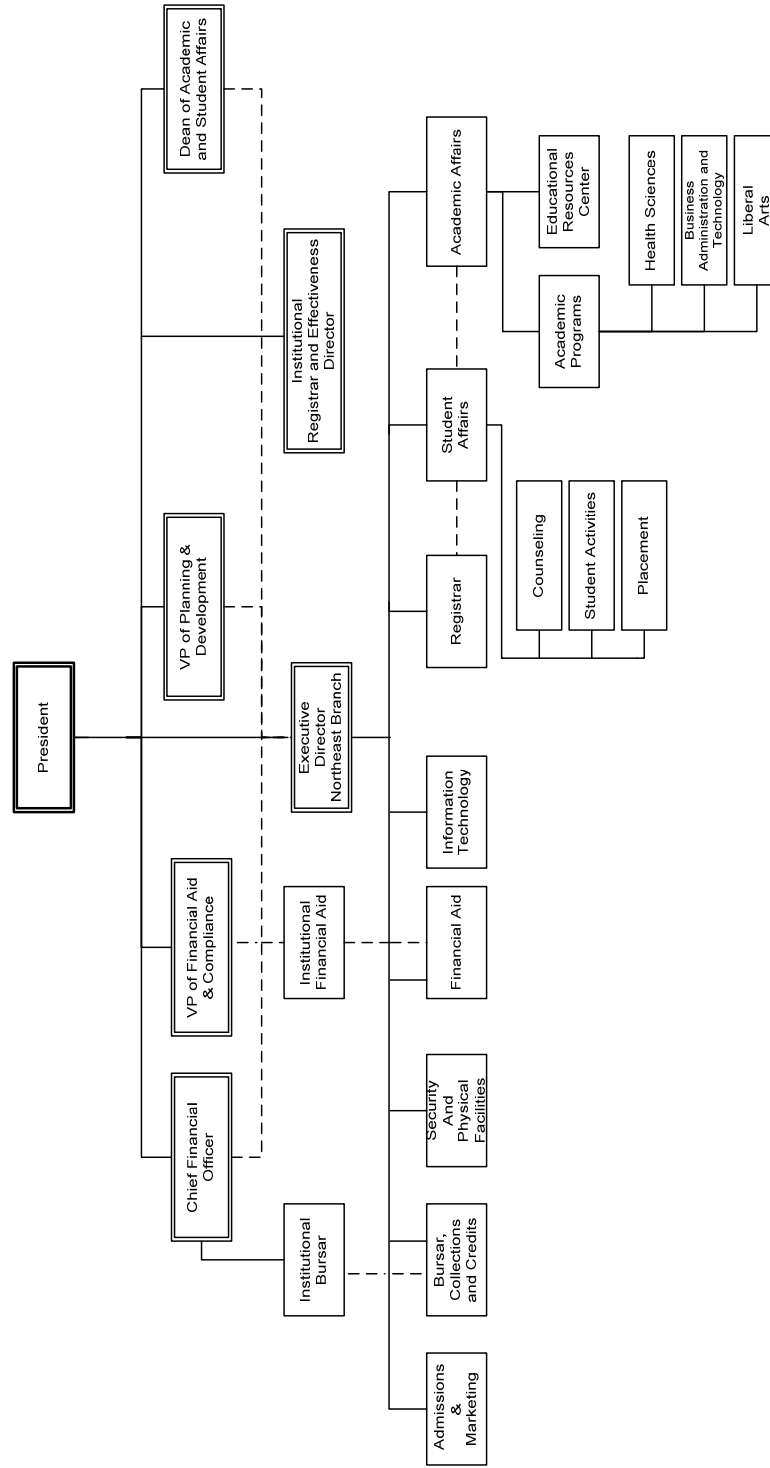 President
Chief Financial
Officer
VP of Financial Aid
& Compliance
VP of Planning &
Development
Dean of Academic
and Student Affairs
Institutional
Bursar
Institutional
Financial Aid
Executive
Director
Northeast Branch
Institutional
Registrar and Effectiveness
Director
Admissions
&
Marketing
Bursar,
Collections
and Credits
Security
And
Physical
Facilities
Financial Aid
Information
Technology
Registrar
Student
Affairs
Academic Affairs
Counseling
Student Activities
Placement
Academic
Programs
Educational
Resources
Center
Health Sciences
Business
Administration and
Technology
Liberal
Arts